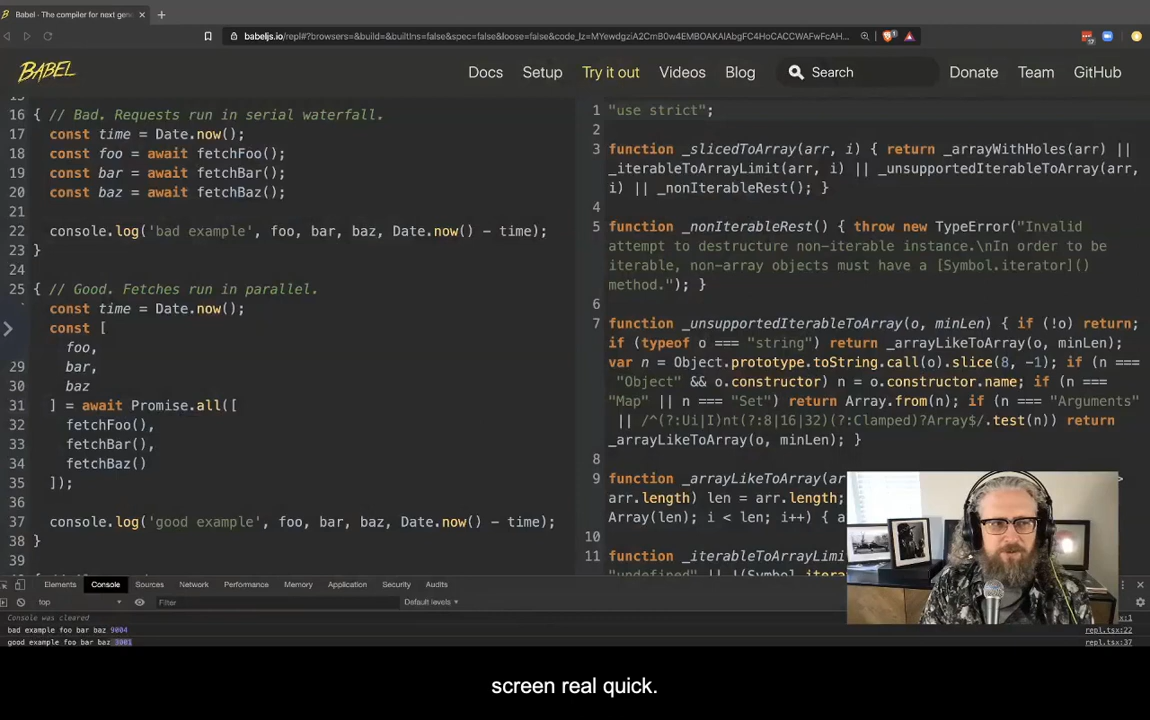 Babel - The compiler for next gen
babeljs.io/repl#?browsers=&build=&builtIns=false&spec=false&loose=false&code_lz=MYewdgziA2CmB0w4EMBOAKAlAbgFC4HoCACCWAFwFcAH...
BABEL
Docs
Setup
Try it out
Videos
Blog
Search
Donate
Team
GitHub
16 { // Bad. Requests run in serial waterfall.
17 const time = Date.now();
18 const foo = await fetchFoo();
19 const bar = await fetchBar();
20 const baz = await fetchBaz();
21
22 console.log('bad example', foo, bar, baz, Date.now() - time);
23 }
24
25 { // Good. Fetches run in parallel.
const time = Date.now();
const [
foo,
29 bar,
30 baz
31 ] = await Promise.all([
32 fetchFoo(),
33 fetchBar(),
34 fetchBaz()
35 ]);
36
37 console.log('good example', foo, bar, baz, Date.now() - time);
38 }
39
1 "use strict";
2
3 function _slicedToArray(arr, i) { return _arrayWithHoles(arr) ||
_iterableToArrayLimit(arr, i) || _unsupportedIterableToArray(arr,
i) || _nonIterableRest(); }
4
5 function _nonIterableRest() { throw new TypeError("Invalid
attempt to destructure non-iterable instance.\nIn order to be
iterable, non-array objects must have a [Symbol.iterator]()
method."); }
6
7 function _unsupportedIterableToArray(o, minLen) { if (!o) return;
if (typeof o === "string") return _arrayLikeToArray(o, minLen);
var n = Object.prototype.toString.call(o).slice(8, -1); if (n ===
"Object" && o.constructor) n = o.constructor.name; if (n ===
"Map" || n === "Set") return Array.from(n); if (n === "Arguments"
|| /^(?:Ui|I)nt(?:8|16|32)(?:Clamped)?Array$/.test(n)) return
_arrayLikeToArray(o, minLen); }
8
9 function _arrayLikeToArray(ar
arr.length) len = arr.length;
Array(len); i < len; i++) { a
10
11 function _iterableToArrayLimi
"undefined" || !(Symbol.itera
Elements
Console
Sources
Network
Performance
Memory
Application
Security
Audits
top
Filter
Default levels
Console was cleared
x:1
bad example foo bar baz 9004
repl.tsx:22
good example foo bar baz 3001
repl.tsx:37
screen real quick.